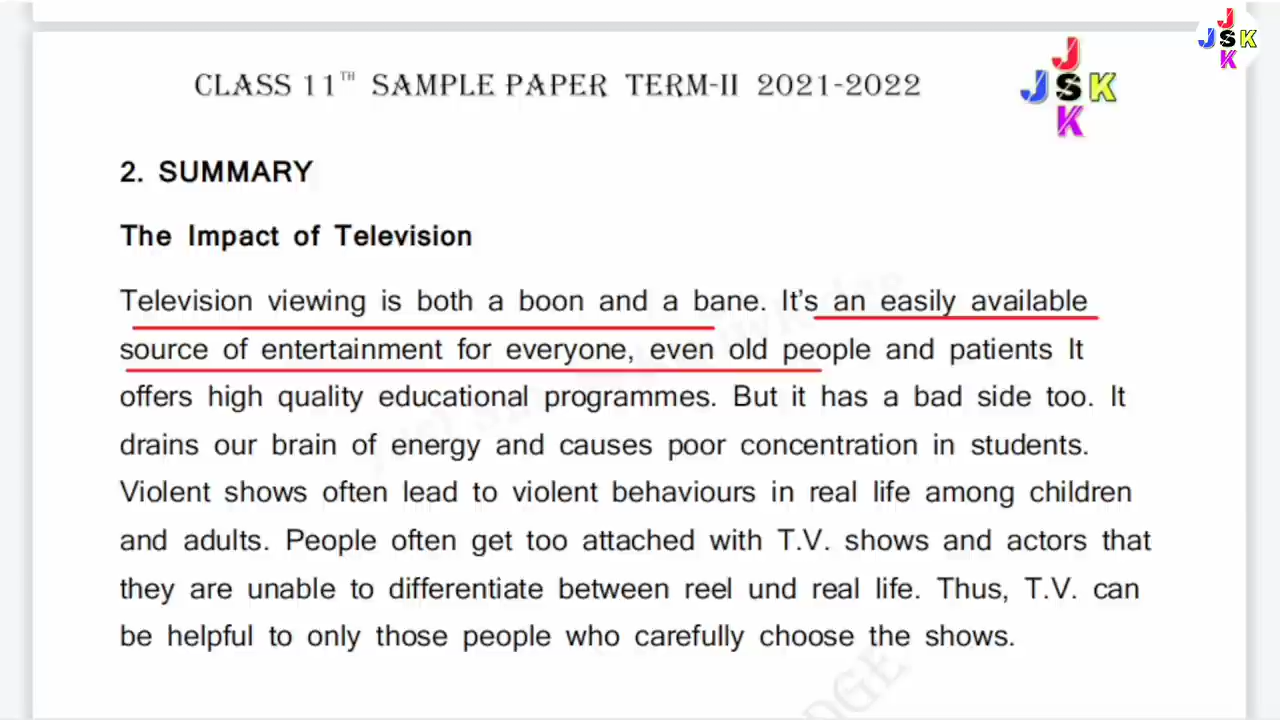 J
J S K
K
CLASS 11TH SAMPLE PAPER TERM-II 2021-2022
J
J S K
K
2. SUMMARY
The Impact of Television
Television viewing is both a boon and a bane. It's an easily available
source of entertainment for everyone, even old people and patients It
offers high quality educational programmes. But it has a bad side too. It
drains our brain of energy and causes poor concentration in students.
Violent shows often lead to violent behaviours in real life among children
and adults. People often get too attached with T.V. shows and actors that
they are unable to differentiate between reel und real life. Thus, T.V. can
be helpful to only those people who carefully choose the shows.